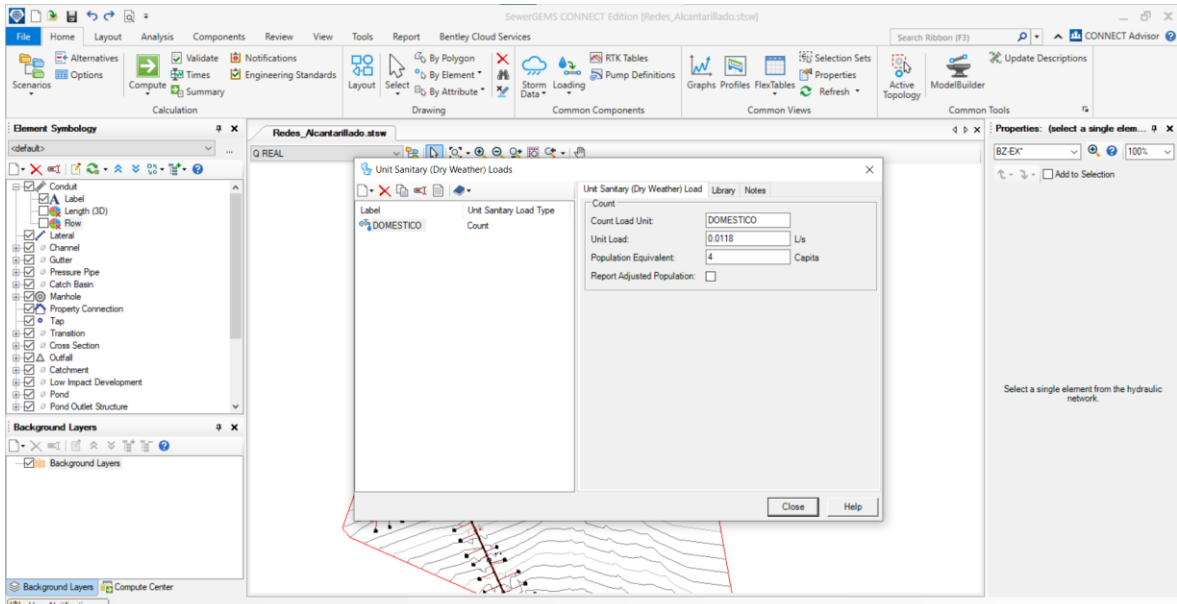 SewerGEMS CONNECT Edition [Redes_Alcantarillado.stsw]
File Home Layout Analysis Components Review View Tools Report Bentley Cloud Services Search Ribbon (F3) CONNECT Advisor
Scenarios
Alternatives
Options
Compute
Validate
Times
Summary
Notifications
Engineering Standards
Calculation
Layout
Select
By Polygon
By Element
By Attribute
Drawing
Storm Data
Loading
RTK Tables
Pump Definitions
Common Components
Graphs Profiles FlexTables
Selection Sets
Properties
Refresh
Common Views
Active Topology
ModelBuilder
Update Descriptions
Common Tools
Element Symbology
<default>
Conduit
Label
Length (3D)
Flow
Lateral
Channel
Gutter
Pressure Pipe
Catch Basin
Manhole
Property Connection
Tap
Transition
Cross Section
Outfall
Catchment
Low Impact Development
Pond
Pond Outlet Structure
Background Layers
Background Layers
Background Layers Compute Center
Redes_Alcantarillado.stsw
Q REAL
Unit Sanitary (Dry Weather) Loads
Label Unit Sanitary Load Type
DOMESTICO Count
Unit Sanitary (Dry Weather) Load Library Notes
Count
Count Load Unit: DOMESTICO
Unit Load: 0.0118 L/s
Population Equivalent: 4 Capita
Report Adjusted Population:
Close Help
Properties: (select a single elem...
BZ-EX* 100%
Add to Selection
Select a single element from the hydraulic
network.